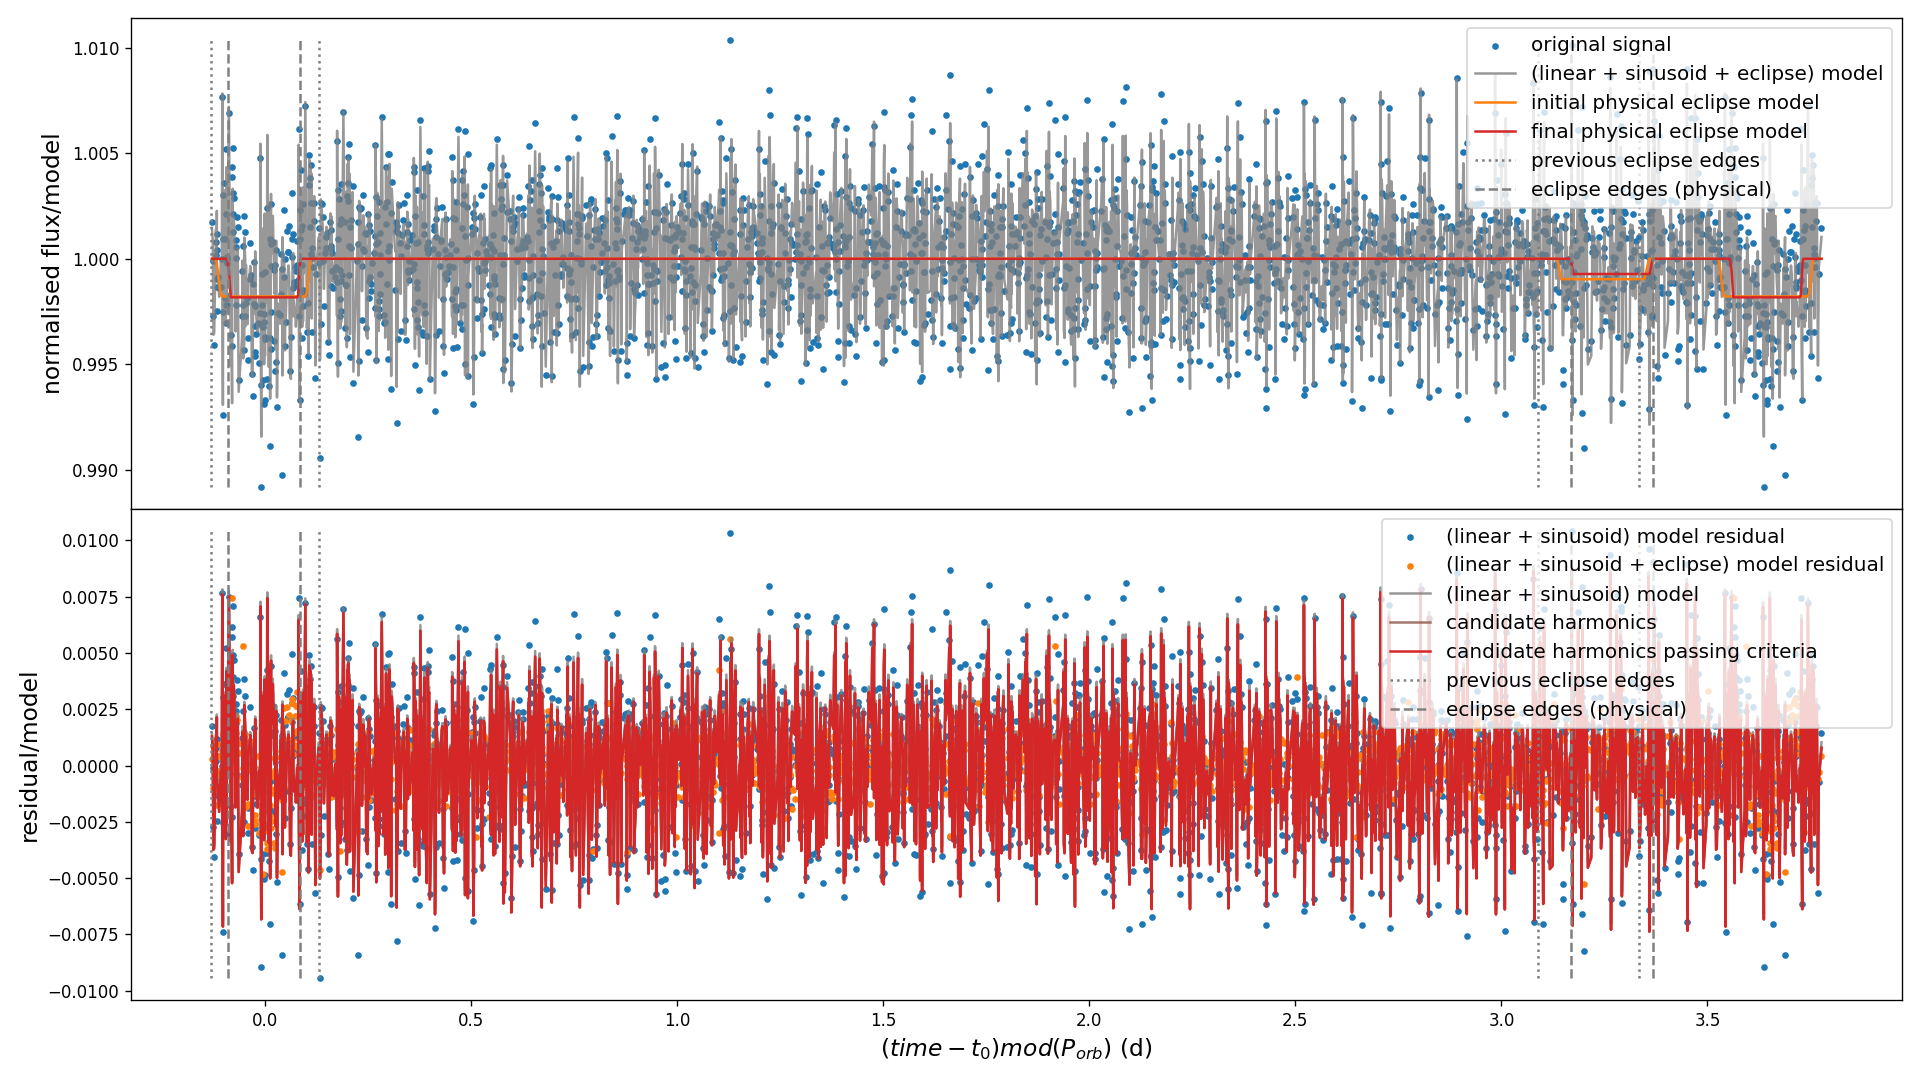 1.010
1.005
1.000
0.995
0.990
normalised flux/model
original signal
(linear + sinusoid + eclipse) model
initial physical eclipse model
final physical eclipse model
previous eclipse edges
eclipse edges (physical)
0.0100
0.0075
0.0050
0.0025
0.0000
−0.0025
−0.0050
−0.0075
−0.0100
residual/model
(linear + sinusoid) model residual
(linear + sinusoid + eclipse) model residual
(linear + sinusoid) model
candidate harmonics
candidate harmonics passing criteria
previous eclipse edges
eclipse edges (physical)
0.0 0.5 1.0 1.5 2.0 2.5 3.0 3.5
(time − t₀)mod(P_orb) (d)